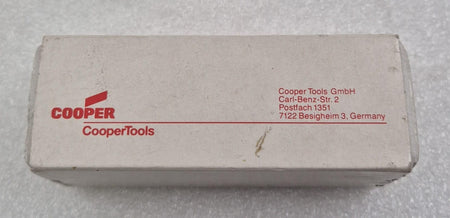 COOPER
CooperTools
Cooper Tools GmbH
Carl-Benz-Str. 2
Postfach 1351
7122 Besigheim 3, Germany